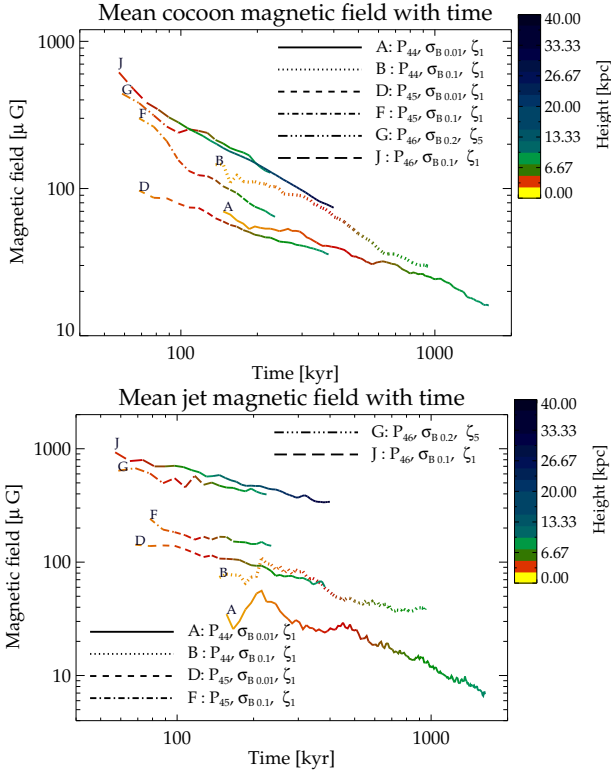 Mean cocoon magnetic field with time
1000
100
10
Magnetic field [μ G]
J
G
F
D
B
A
A: P44, σB 0.01, ζ1
B : P44, σB 0.1, ζ1
D: P45, σB 0.01, ζ1
F : P45, σB 0.1, ζ1
G: P46, σB 0.2, ζ5
J : P46, σB 0.1, ζ1
100
1000
Time [kyr]
40.00
33.33
26.67
20.00
13.33
6.67
0.00
Height [kpc]
Mean jet magnetic field with time
1000
100
10
Magnetic field [μ G]
J
G
F
D
B
A
G: P46, σB 0.2, ζ5
J : P46, σB 0.1, ζ1
A: P44, σB 0.01, ζ1
B : P44, σB 0.1, ζ1
D: P45, σB 0.01, ζ1
F : P45, σB 0.1, ζ1
100
1000
Time [kyr]
40.00
33.33
26.67
20.00
13.33
6.67
0.00
Height [kpc]